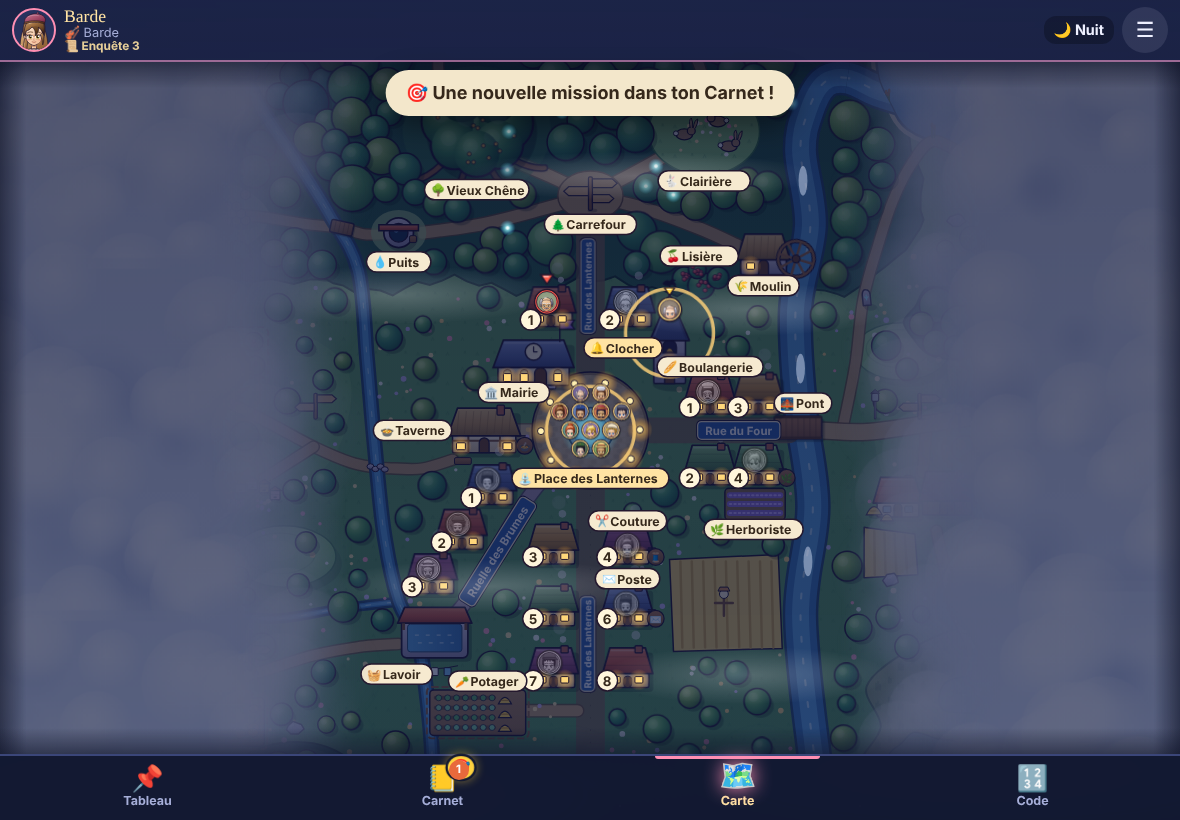 Barde
Barde
Enquête 3
Nuit
Une nouvelle mission dans ton Carnet !
Vieux Chêne
Clairière
Carrefour
Puits
Lisière
Moulin
Rue des Lanternes
1
2
Clocher
Boulangerie
Mairie
1
3
Pont
Taverne
Rue du Four
Place des Lanternes
2
4
1
Couture
Herboriste
2
3
4
Ruelle des Brumes
Poste
3
5
6
Rue des Lanternes
Lavoir
Potager
7
8
1
Tableau
Carnet
Carte
1234
Code